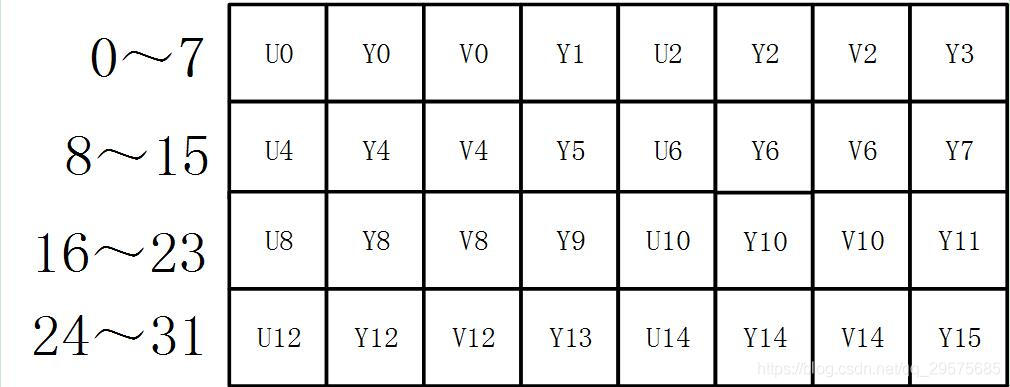 0～7 U0 Y0 V0 Y1 U2 Y2 V2 Y3
8～15 U4 Y4 V4 Y5 U6 Y6 V6 Y7
16～23 U8 Y8 V8 Y9 U10 Y10 V10 Y11
24～31 U12 Y12 V12 Y13 U14 Y14 V14 Y15
https://blog.csdn.net/qq_29575685